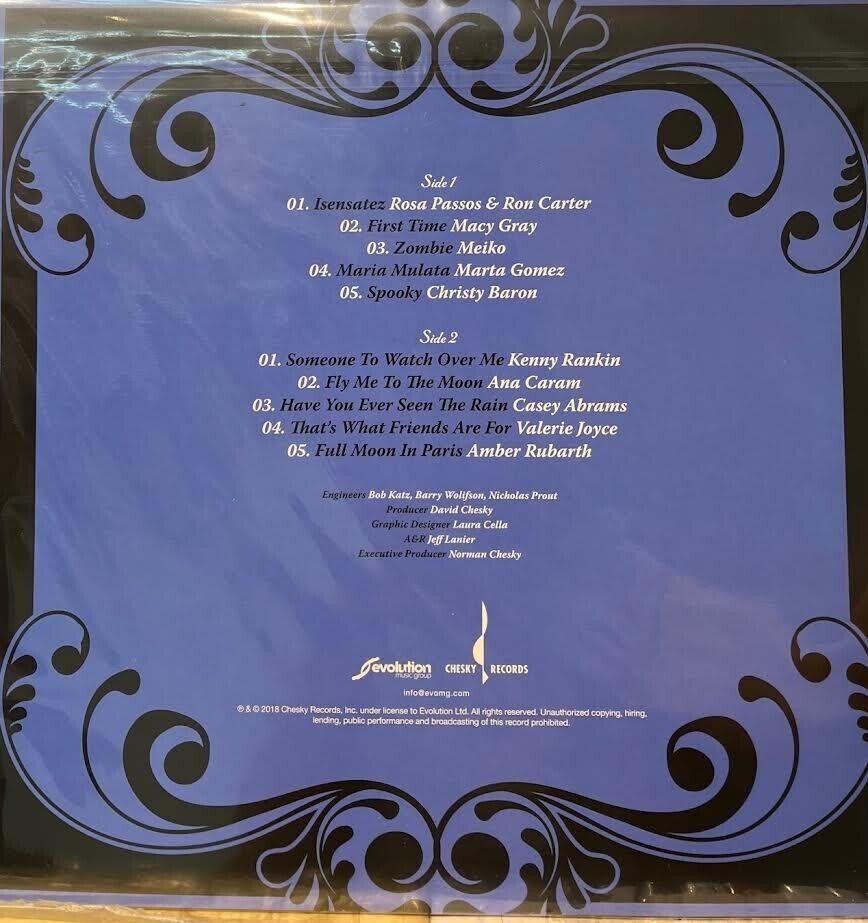 Side 1
01. Isensatez Rosa Passos & Ron Carter
02. First Time Macy Gray
03. Zombie Meiko
04. Maria Mulata Marta Gomez
05. Spooky Christy Baron
Side 2
01. Someone To Watch Over Me Kenny Rankin
02. Fly Me To The Moon Ana Caram
03. Have You Ever Seen The Rain Casey Abrams
04. That's What Friends Are For Valerie Joyce
05. Full Moon In Paris Amber Rubarth
Engineers Bob Katz, Barry Wolifson, Nicholas Prout
Producer David Chesky
Graphic Designer Laura Cella
A&R Jeff Lanier
Executive Producer Norman Chesky
evolution
music group
CHESKY RECORDS
info@evomg.com
℗ & © 2018 Chesky Records, Inc. under license to Evolution Ltd. All rights reserved. Unauthorized copying, hiring,
lending, public performance and broadcasting of this record prohibited.